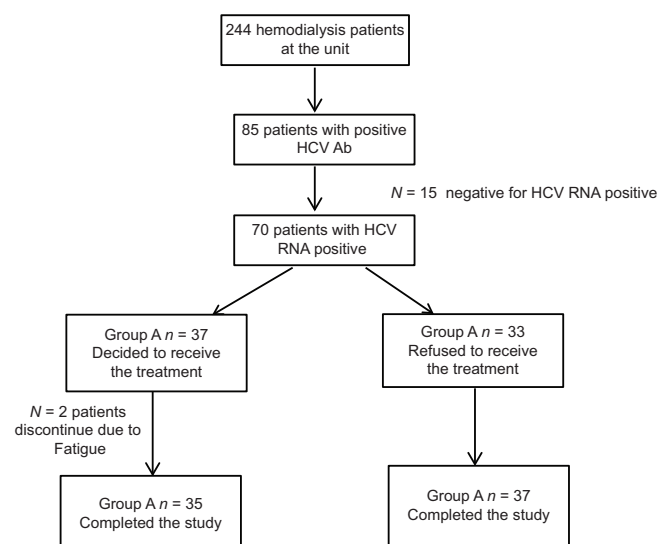 244 hemodialysis patients
at the unit
85 patients with positive
HCV Ab
N = 15 negative for HCV RNA positive
70 patients with HCV
RNA positive
Group A n = 37
Decided to receive
the treatment
Group A n = 33
Refused to receive
the treatment
N = 2 patients
discontinue due to
Fatigue
Group A n = 35
Completed the study
Group A n = 37
Completed the study